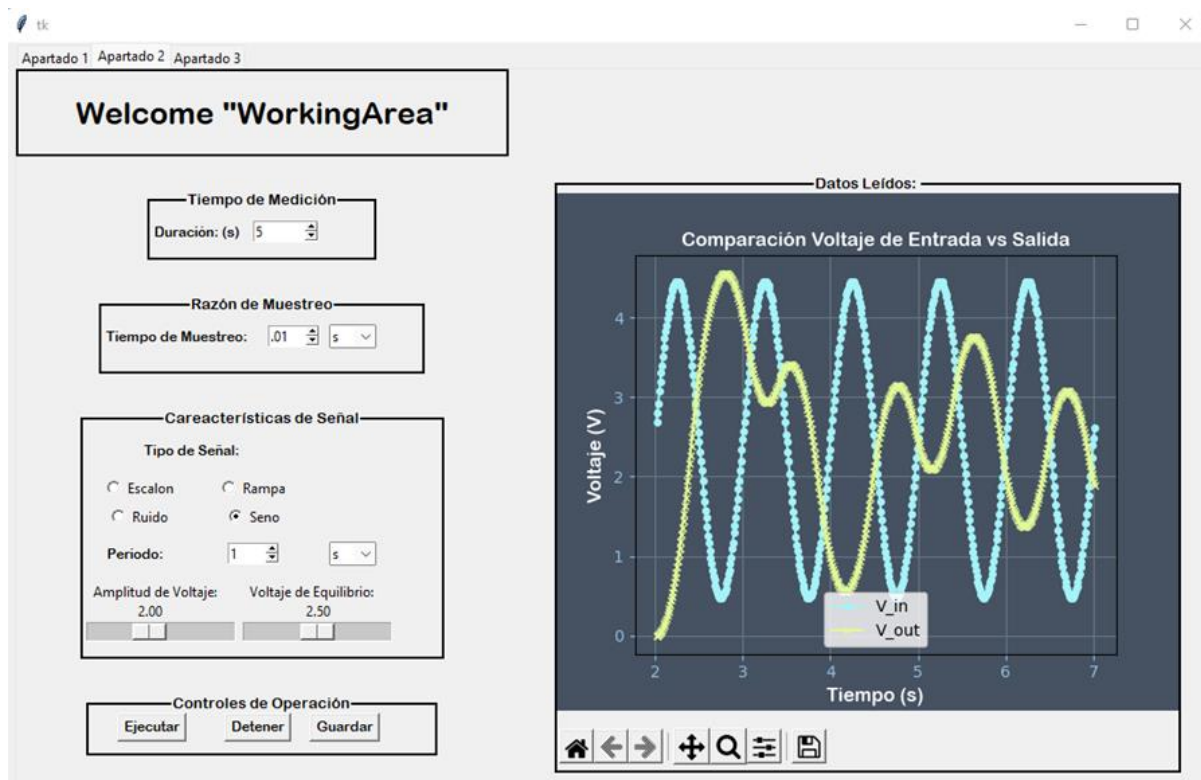 tk
Apartado 1 Apartado 2 Apartado 3
Welcome "WorkingArea"
Tiempo de Medición
Duración: (s) 5
Razón de Muestreo
Tiempo de Muestreo: .01 s
Careacterísticas de Señal
Tipo de Señal:
Escalon Rampa
Ruido Seno
Periodo: 1 s
Amplitud de Voltaje: Voltaje de Equilibrio:
2.00 2.50
Controles de Operación
Ejecutar Detener Guardar
Datos Leídos:
Comparación Voltaje de Entrada vs Salida
Voltaje (V)
4
3
2
1
0
V_in
V_out
2 3 4 5 6 7
Tiempo (s)